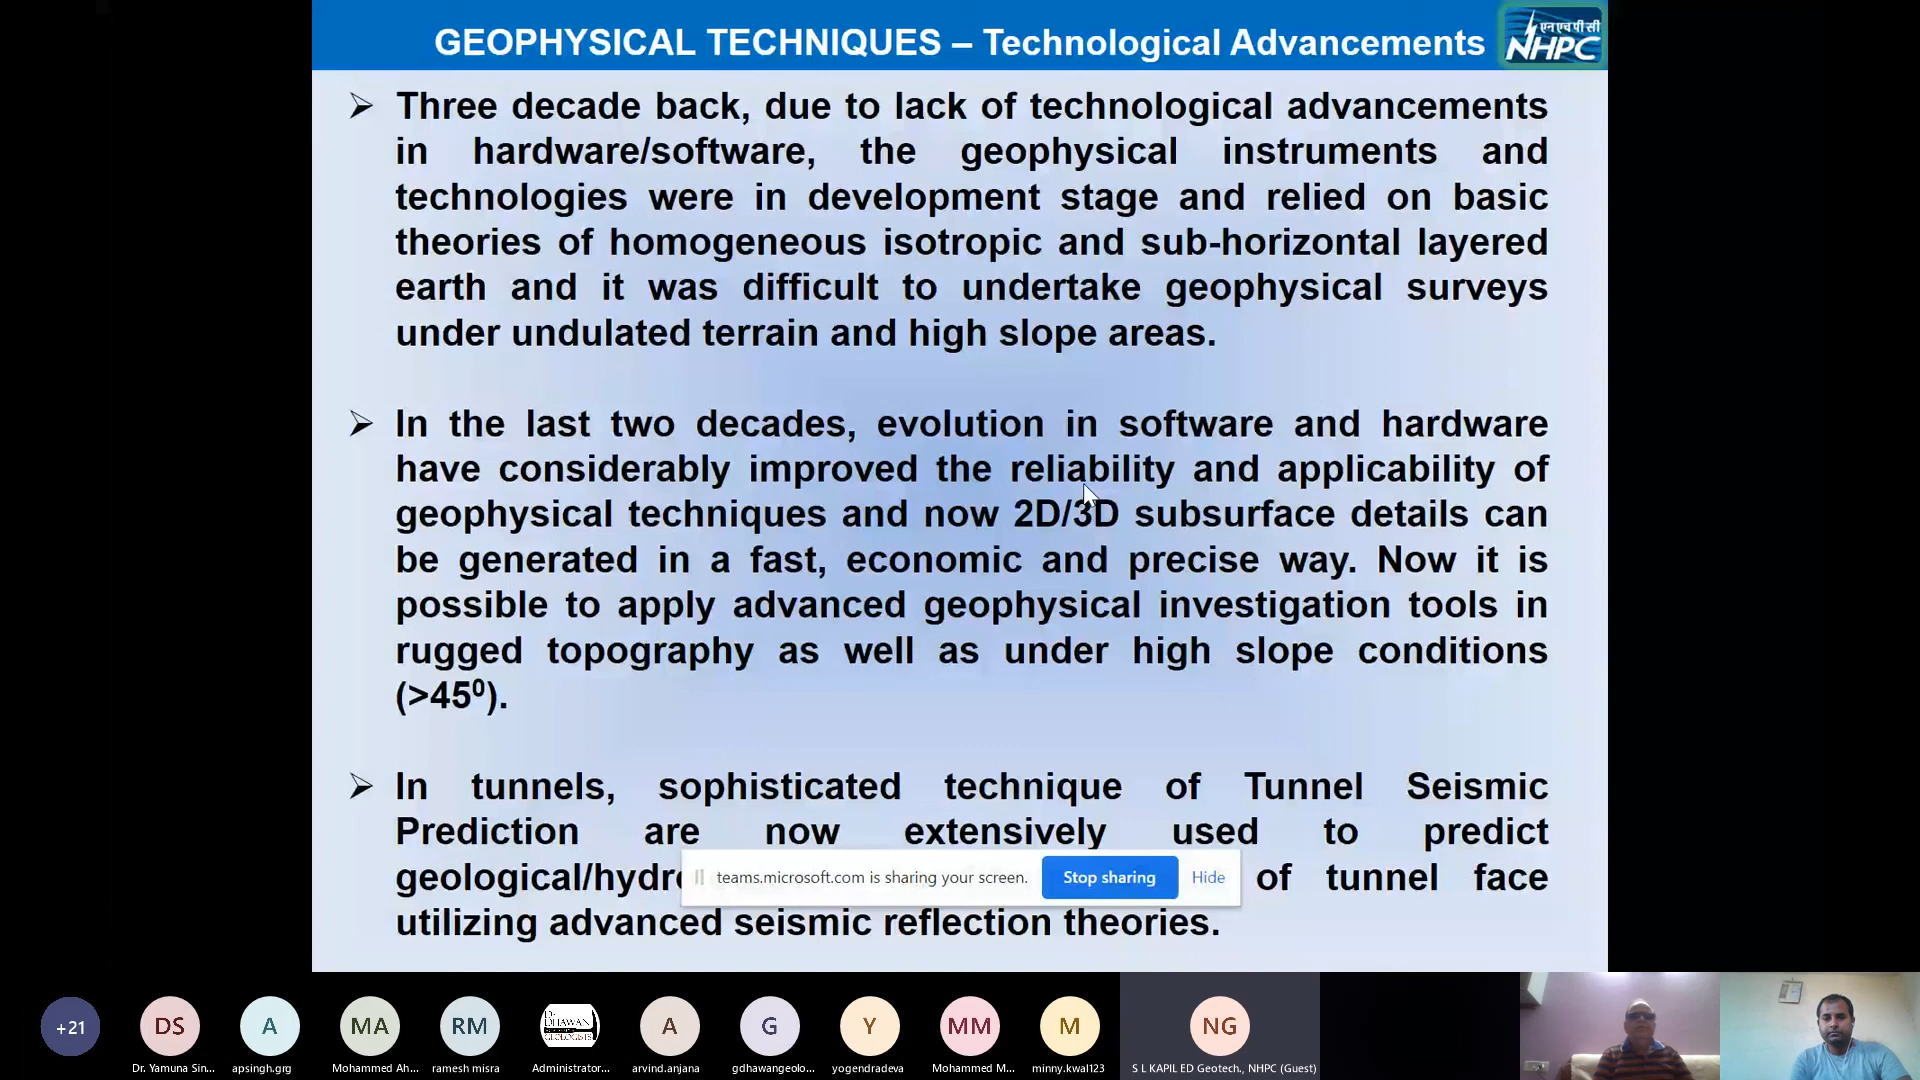 GEOPHYSICAL TECHNIQUES – Technological Advancements
एनएचपीसी
NHPC
➢ Three decade back, due to lack of technological advancements
in hardware/software, the geophysical instruments and
technologies were in development stage and relied on basic
theories of homogeneous isotropic and sub-horizontal layered
earth and it was difficult to undertake geophysical surveys
under undulated terrain and high slope areas.
➢ In the last two decades, evolution in software and hardware
have considerably improved the reliability and applicability of
geophysical techniques and now 2D/3D subsurface details can
be generated in a fast, economic and precise way. Now it is
possible to apply advanced geophysical investigation tools in
rugged topography as well as under high slope conditions
(>45⁰).
➢ In tunnels, sophisticated technique of Tunnel Seismic
Prediction are now extensively used to predict
of tunnel face
utilizing advanced seismic reflection theories.
teams.microsoft.com is sharing your screen.
Stop sharing
Hide
+21
DS
A
MA
RM
Dr.
DHAWAN
GEOLOGISTS
A
G
Y
MM
M
NG
Dr. Yamuna Sin...
apsingh.grg
Mohammed Ah...
ramesh misra
Administrator...
arvind.anjana
gdhawangeolo...
yogendradeva
Mohammed M...
minny.kwal123
S L KAPIL ED Geotech., NHPC (Guest)